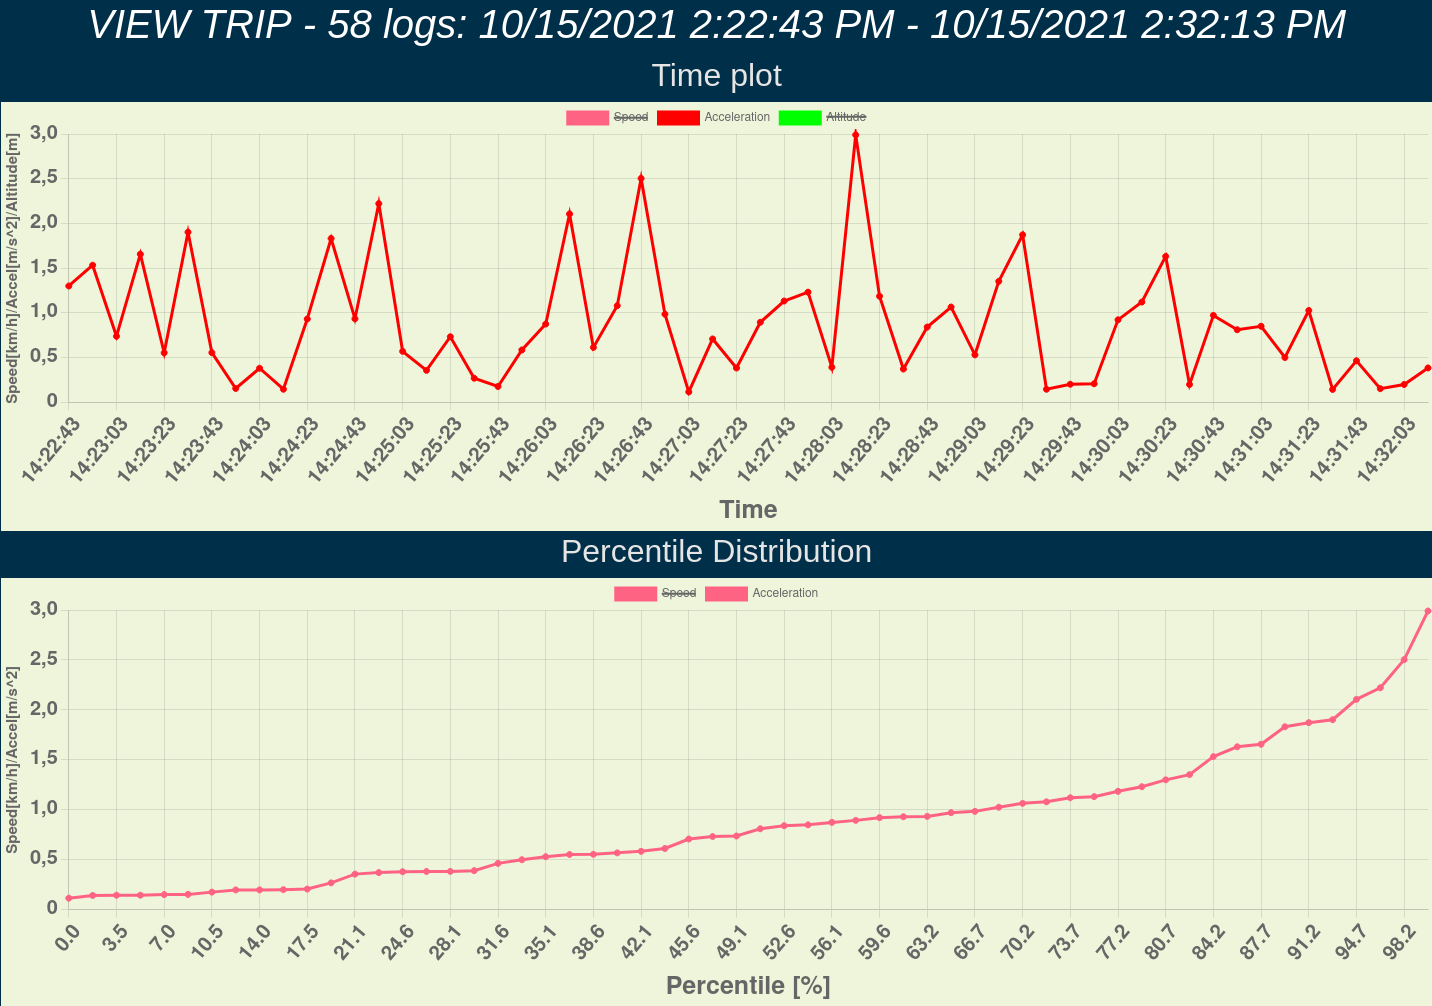 VIEW TRIP - 58 logs: 10/15/2021 2:22:43 PM - 10/15/2021 2:32:13 PM
Time plot
Speed Acceleration Altitude
Speed[km/h]/Accel[m/s^2]/Altitude[m]
3,0
2,5
2,0
1,5
1,0
0,5
0
14:22:43 14:23:03 14:23:23 14:23:43 14:24:03 14:24:23 14:24:43 14:25:03 14:25:23 14:25:43 14:26:03 14:26:23 14:26:43 14:27:03 14:27:23 14:27:43 14:28:03 14:28:23 14:28:43 14:29:03 14:29:23 14:29:43 14:30:03 14:30:23 14:30:43 14:31:03 14:31:23 14:31:43 14:32:03
Time
Percentile Distribution
Speed Acceleration
Speed[km/h]/Accel[m/s^2]
3,0
2,5
2,0
1,5
1,0
0,5
0
0.0 3.5 7.0 10.5 14.0 17.5 21.1 24.6 28.1 31.6 35.1 38.6 42.1 45.6 49.1 52.6 56.1 59.6 63.2 66.7 70.2 73.7 77.2 80.7 84.2 87.7 91.2 94.7 98.2
Percentile [%]